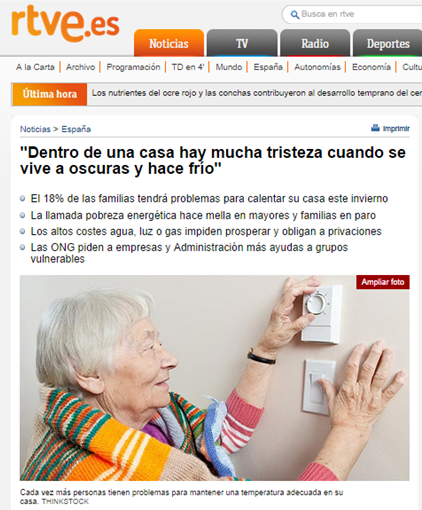 rtve.es
Busca en rtve
Noticias TV Radio Deportes
A la Carta Archivo Programación TD en 4' Mundo España Autonomías Economía Cultu
Última hora Los nutrientes del ocre rojo y las conchas contribuyeron al desarrollo temprano del cer
Noticias > España Imprimir
"Dentro de una casa hay mucha tristeza cuando se
vive a oscuras y hace frío"
El 18% de las familias tendrá problemas para calentar su casa este invierno
La llamada pobreza energética hace mella en mayores y familias en paro
Los altos costes agua, luz o gas impiden prosperar y obligan a privaciones
Las ONG piden a empresas y Administración más ayudas a grupos
vulnerables
Ampliar foto
Cada vez más personas tienen problemas para mantener una temperatura adecuada en su
casa. THINKSTOCK